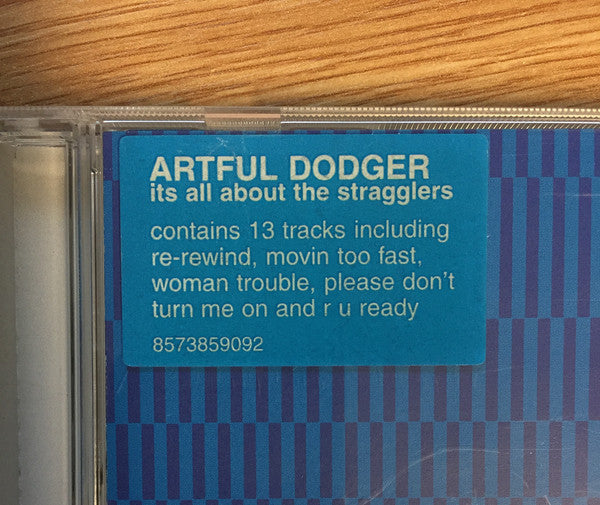 ARTFUL DODGER
its all about the stragglers
contains 13 tracks including
re-rewind, movin too fast,
woman trouble, please don't
turn me on and r u ready
8573859092